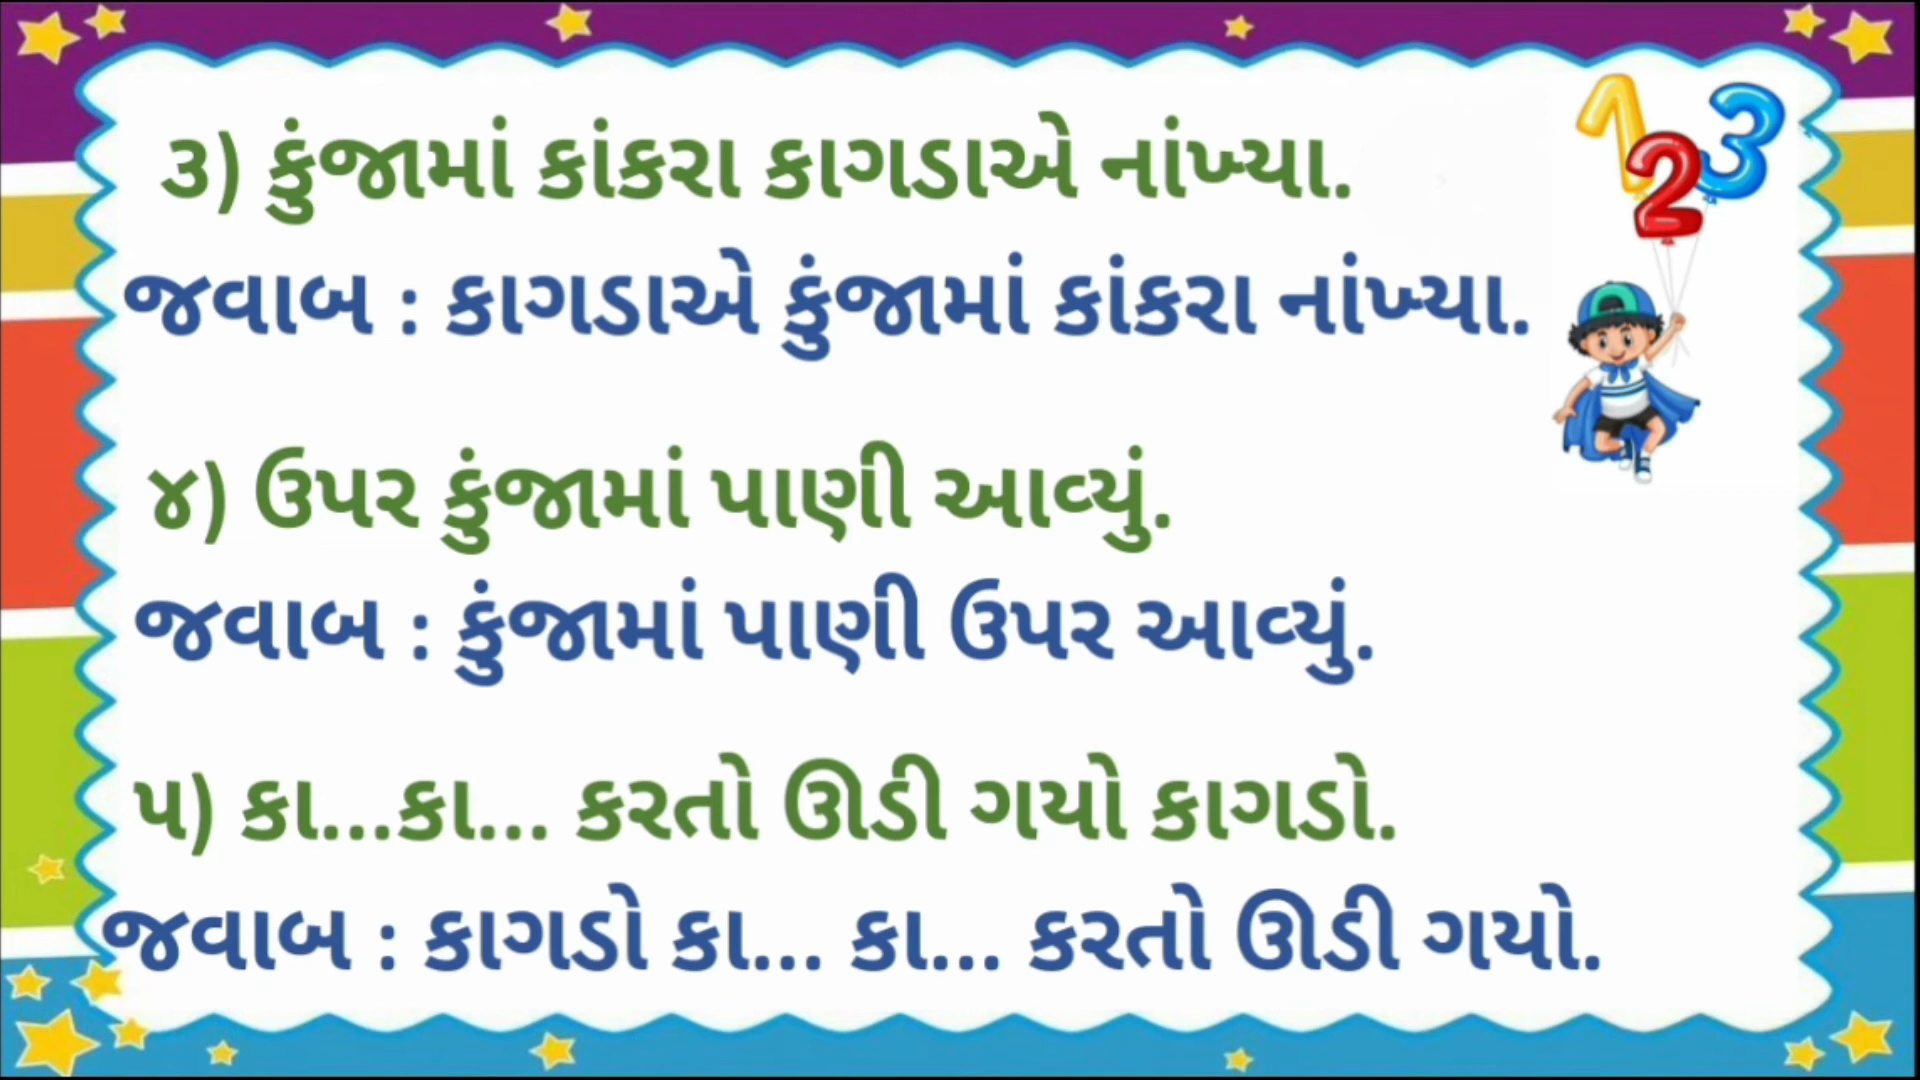 ૩) કુંજામાં કાંકરા કાગડાએ નાંખ્યા.
જવાબ : કાગડાએ કુંજામાં કાંકરા નાંખ્યા.
૪) ઉપર કુંજામાં પાણી આવ્યું.
જવાબ : કુંજામાં પાણી ઉપર આવ્યું.
૫) કા...કા... કરતો ઊડી ગયો કાગડો.
જવાબ : કાગડો કા... કા... કરતો ઊડી ગયો.
123